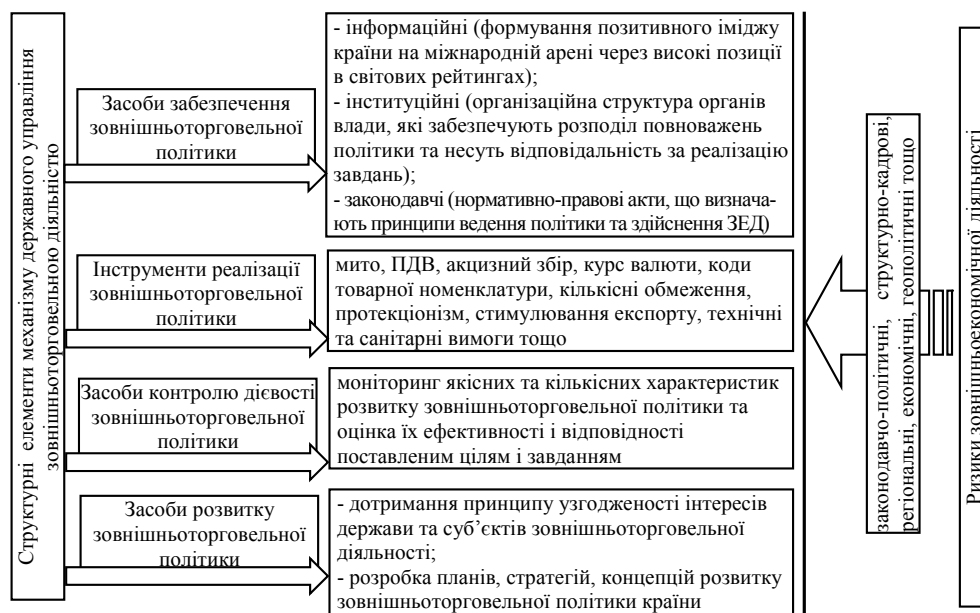 Структурні елементи механізму державного управління
зовнішньоторговельною діяльністю
Засоби забезпечення
зовнішньоторговельної
політики
- інформаційні (формування позитивного іміджу
країни на міжнародній арені через високі позиції
в світових рейтингах);
- інституційні (організаційна структура органів
влади, які забезпечують розподіл повноважень
політики та несуть відповідальність за реалізацію
завдань);
- законодавчі (нормативно-правові акти, що визнача-
ють принципи ведення політики та здійснення ЗЕД)
Інструменти реалізації
зовнішньоторговельної
політики
мито, ПДВ, акцизний збір, курс валюти, коди
товарної номенклатури, кількісні обмеження,
протекціонізм, стимулювання експорту, технічні
та санітарні вимоги тощо
Засоби контролю дієвості
зовнішньоторговельної
політики
моніторинг якісних та кількісних характеристик
розвитку зовнішньоторговельної політики та
оцінка їх ефективності і відповідності
поставленим цілям і завданням
Засоби розвитку
зовнішньоторговельної
політики
- дотримання принципу узгодженості інтересів
держави та суб’єктів зовнішньоторговельної
діяльності;
- розробка планів, стратегій, концепцій розвитку
зовнішньоторговельної політики країни
законодавчо-політичні, структурно-кадрові,
регіональні, економічні, геополітичні тощо
Ризики зовнішньоекономічної діяльності